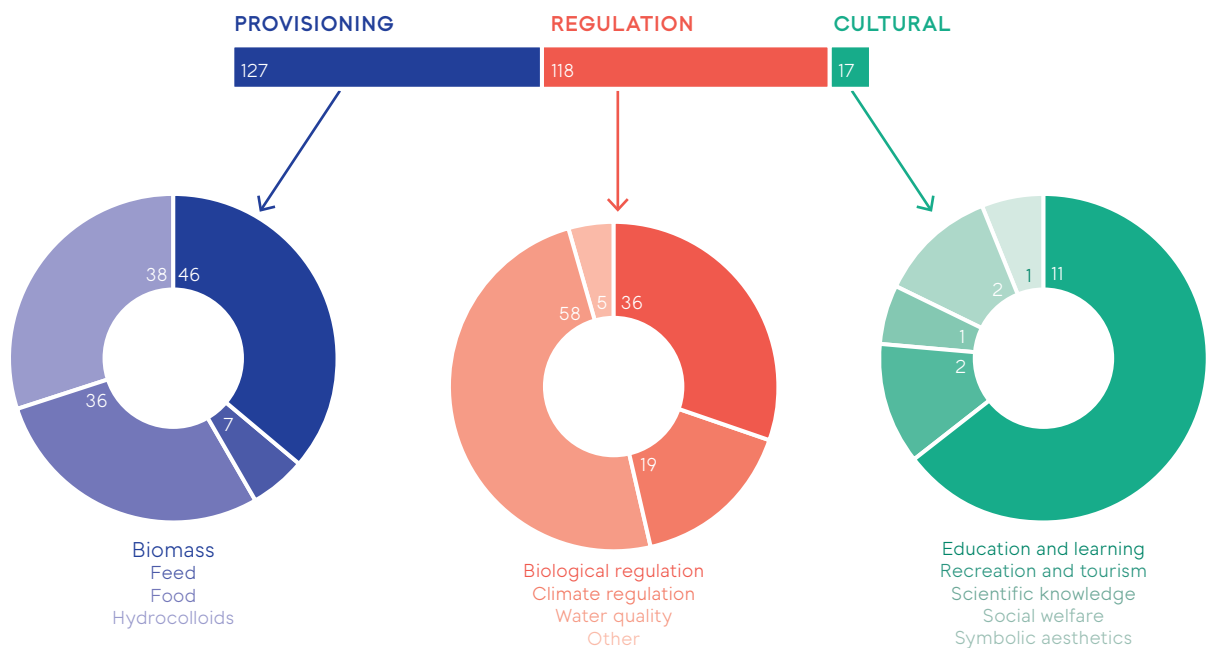 PROVISIONING
REGULATION
CULTURAL
127
118
17
38
46
36
7
58
5
36
19
1
11
2
1
2
Biomass
Feed
Food
Hydrocolloids
Biological regulation
Climate regulation
Water quality
Other
Education and learning
Recreation and tourism
Scientific knowledge
Social welfare
Symbolic aesthetics